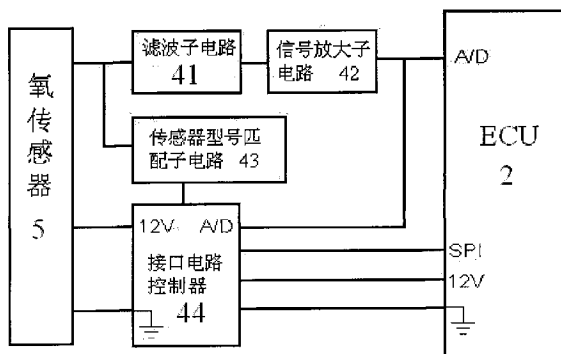 氧传感器
5
滤波子电路
41
信号放大子
电路 42
传感器型号匹
配子电路 43
12V A/D
接口电路
控制器
44
A/D
ECU
2
SPI
12V